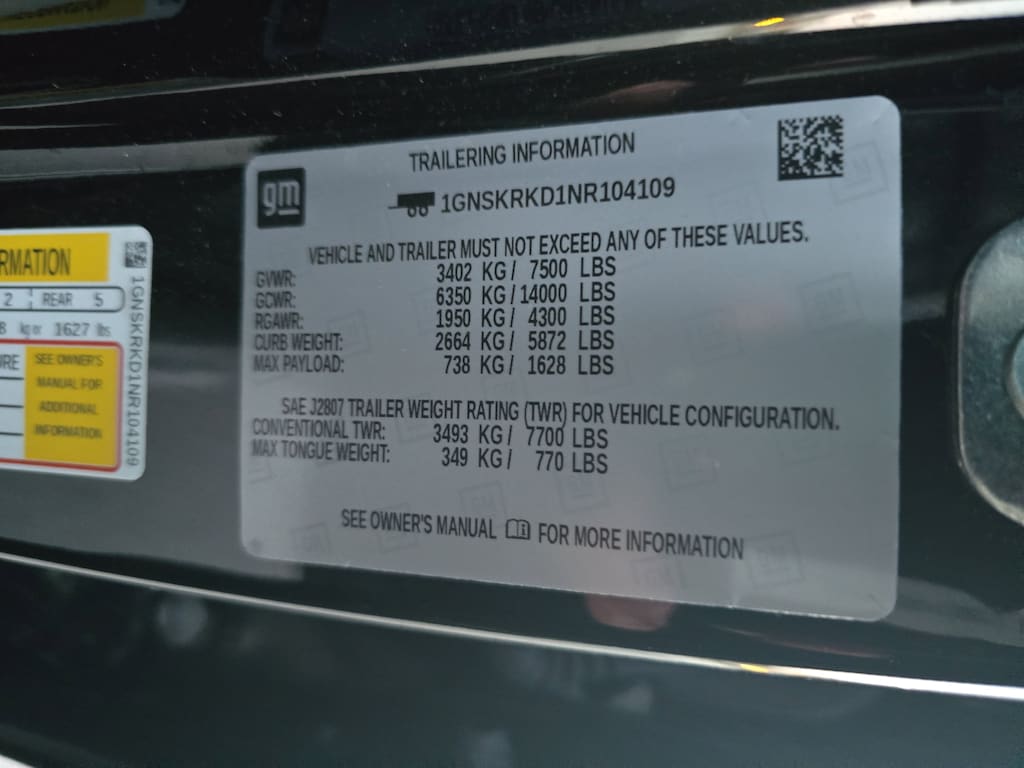 RMATION
2 REAR 5
8 kg or 1627 lbs.
URE
SEE OWNER'S
MANUAL FOR
ADDITIONAL
INFORMATION
1GNSKRKD1NR104109
gm
TRAILERING INFORMATION
1GNSKRKD1NR104109
VEHICLE AND TRAILER MUST NOT EXCEED ANY OF THESE VALUES.
GVWR: 3402 KG/ 7500 LBS
GCWR: 6350 KG/14000 LBS
RGAWR: 1950 KG/ 4300 LBS
CURB WEIGHT: 2664 KG/ 5872 LBS
MAX PAYLOAD: 738 KG/ 1628 LBS
SAE J2807 TRAILER WEIGHT RATING (TWR) FOR VEHICLE CONFIGURATION.
CONVENTIONAL TWR: 3493 KG/ 7700 LBS
MAX TONGUE WEIGHT: 349 KG/ 770 LBS
SEE OWNER'S MANUAL FOR MORE INFORMATION